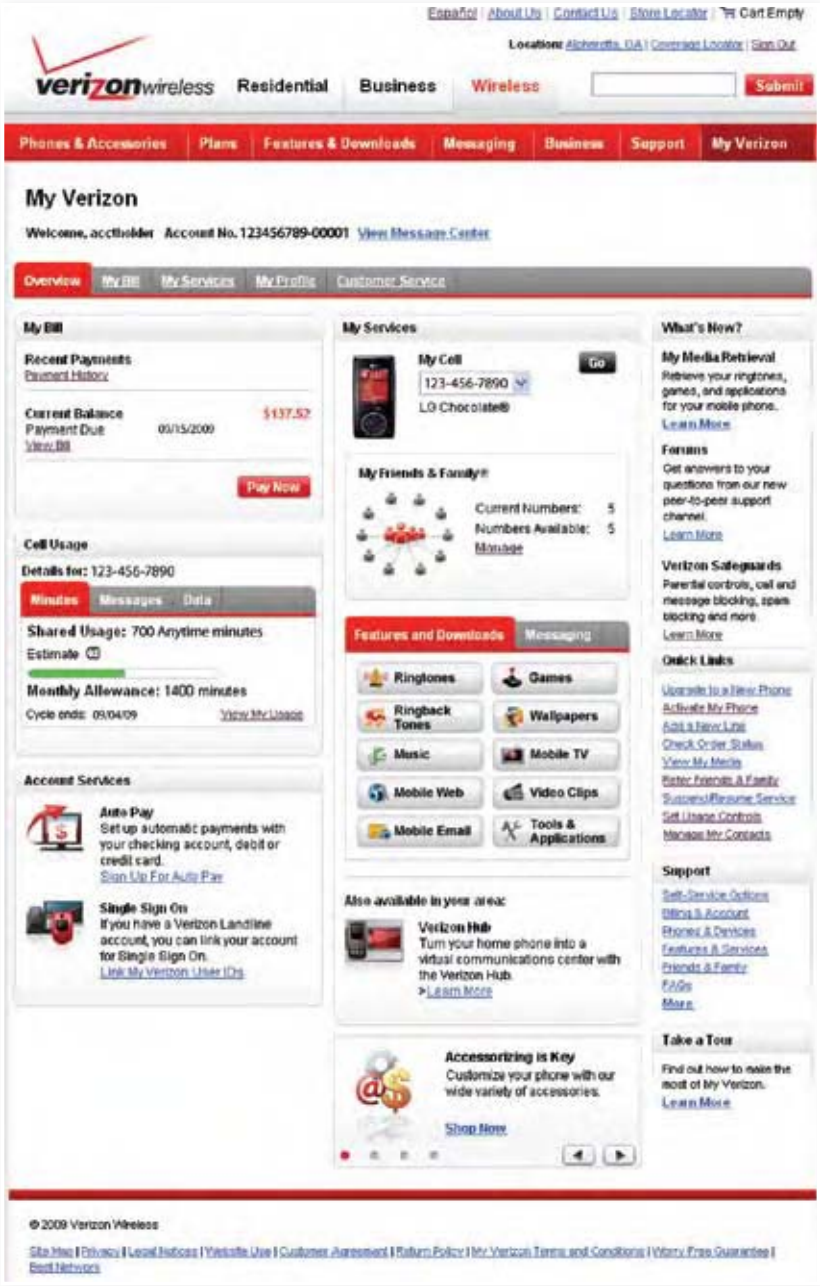 Español | About Us | Contact Us | Store Locator | Cart Empty
Location: Alpharetta, GA | Coverage Locator | Sign Out
verizonwireless
Residential Business Wireless
Submit
Phones & Accessories Plans Features & Downloads Messaging Business Support My Verizon
My Verizon
Welcome, acctholder Account No. 123456789-00001 View Message Center
Overview My Bill My Services My Profile Customer Service
My Bill
Recent Payments
Payment History
Current Balance $137.52
Payment Due 09/15/2009
View Bill
Pay Now
Cell Usage
Details for: 123-456-7890
Minutes Messages Data
Shared Usage: 700 Anytime minutes
Estimate
Monthly Allowance: 1400 minutes
Cycle ends: 09/04/09 View My Usage
Account Services
Auto Pay
Set up automatic payments with
your checking account, debit or
credit card.
Sign Up For Auto Pay
Single Sign On
If you have a Verizon Landline
account, you can link your account
for Single Sign On.
Link My Verizon User IDs
My Services
My Cell Go
123-456-7890
LG Chocolate®
My Friends & Family®
Current Numbers: 5
Numbers Available: 5
Manage
Features and Downloads Messaging
Ringtones Games
Ringback
Tones
Wallpapers
Music Mobile TV
Mobile Web Video Clips
Mobile Email
Tools &
Applications
Also available in your area:
Verizon Hub
Turn your home phone into a
virtual communications center with
the Verizon Hub.
>Learn More
Accessorizing is Key
Customize your phone with our
wide variety of accessories.
Shop Now
What's New?
My Media Retrieval
Retrieve your ringtones,
games, and applications
for your mobile phone.
Learn More
Forums
Get answers to your
questions from our new
peer-to-peer support
channel.
Learn More
Verizon Safeguards
Parental controls, call and
message blocking, spam
blocking and more.
Learn More
Quick Links
Upgrade to a New Phone
Activate My Phone
Add a New Line
Check Order Status
View My Media
Refer Friends & Family
Suspend/Resume Service
Set Usage Controls
Manage My Contacts
Support
Self-Service Options
Billing & Account
Phones & Devices
Features & Services
Friends & Family
FAQs
More
Take a Tour
Find out how to make the
most of My Verizon.
Learn More
© 2009 Verizon Wireless
Site Map | Privacy | Legal Notices | Website Use | Customer Agreement | Return Policy | My Verizon Terms and Conditions | Worry Free Guarantee |
Best Network